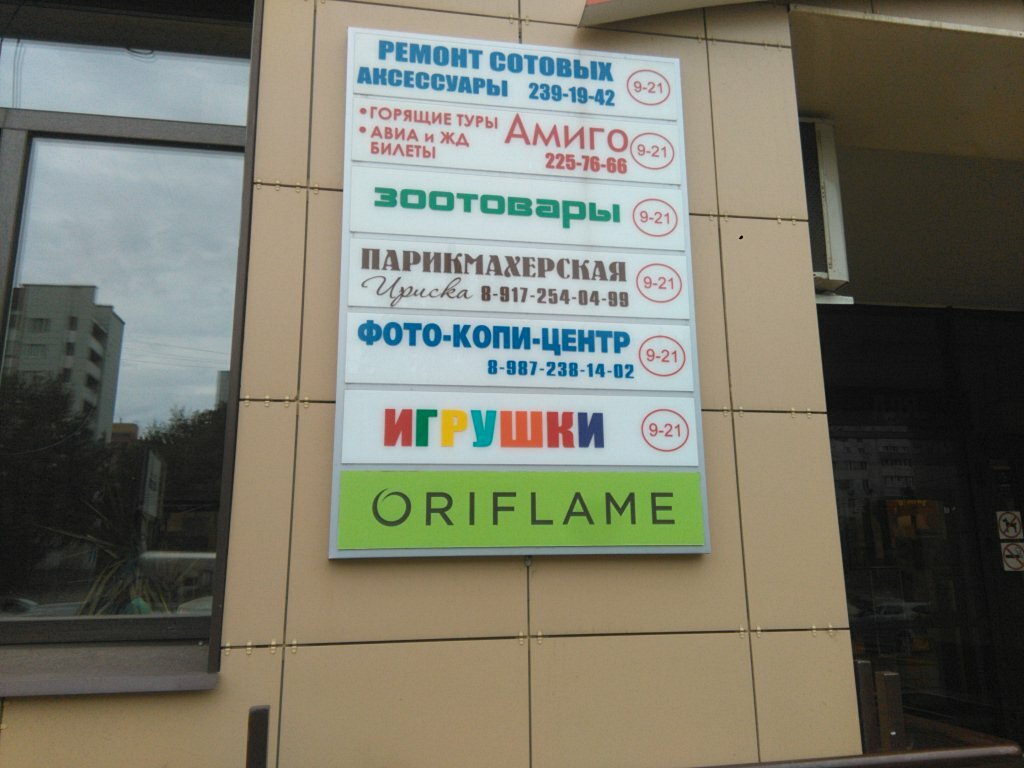 РЕМОНТ СОТОВЫХ
АКСЕССУАРЫ 239-19-42
9-21
•ГОРЯЩИЕ ТУРЫ
•АВИА и ЖД
БИЛЕТЫ
Амиго
225-76-66
9-21
ЗООТОВАРЫ
9-21
ПАРИКМАХЕРСКАЯ
Ириска 8-917-254-04-99
9-21
ФОТО-КОПИ-ЦЕНТР
8-987-238-14-02
9-21
ИГРУШКИ
9-21
ORIFLAME